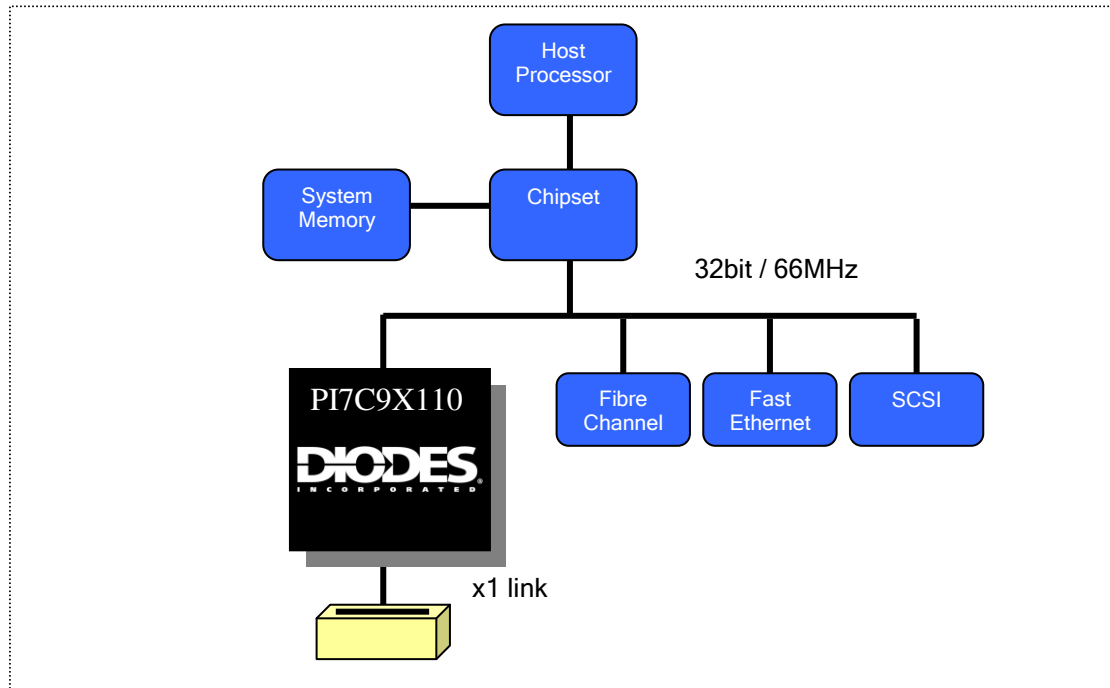 Host
Processor
System
Memory
Chipset
32bit / 66MHz
PI7C9X110
DIODES®
INCORPORATED
Fibre
Channel
Fast
Ethernet
SCSI
x1 link